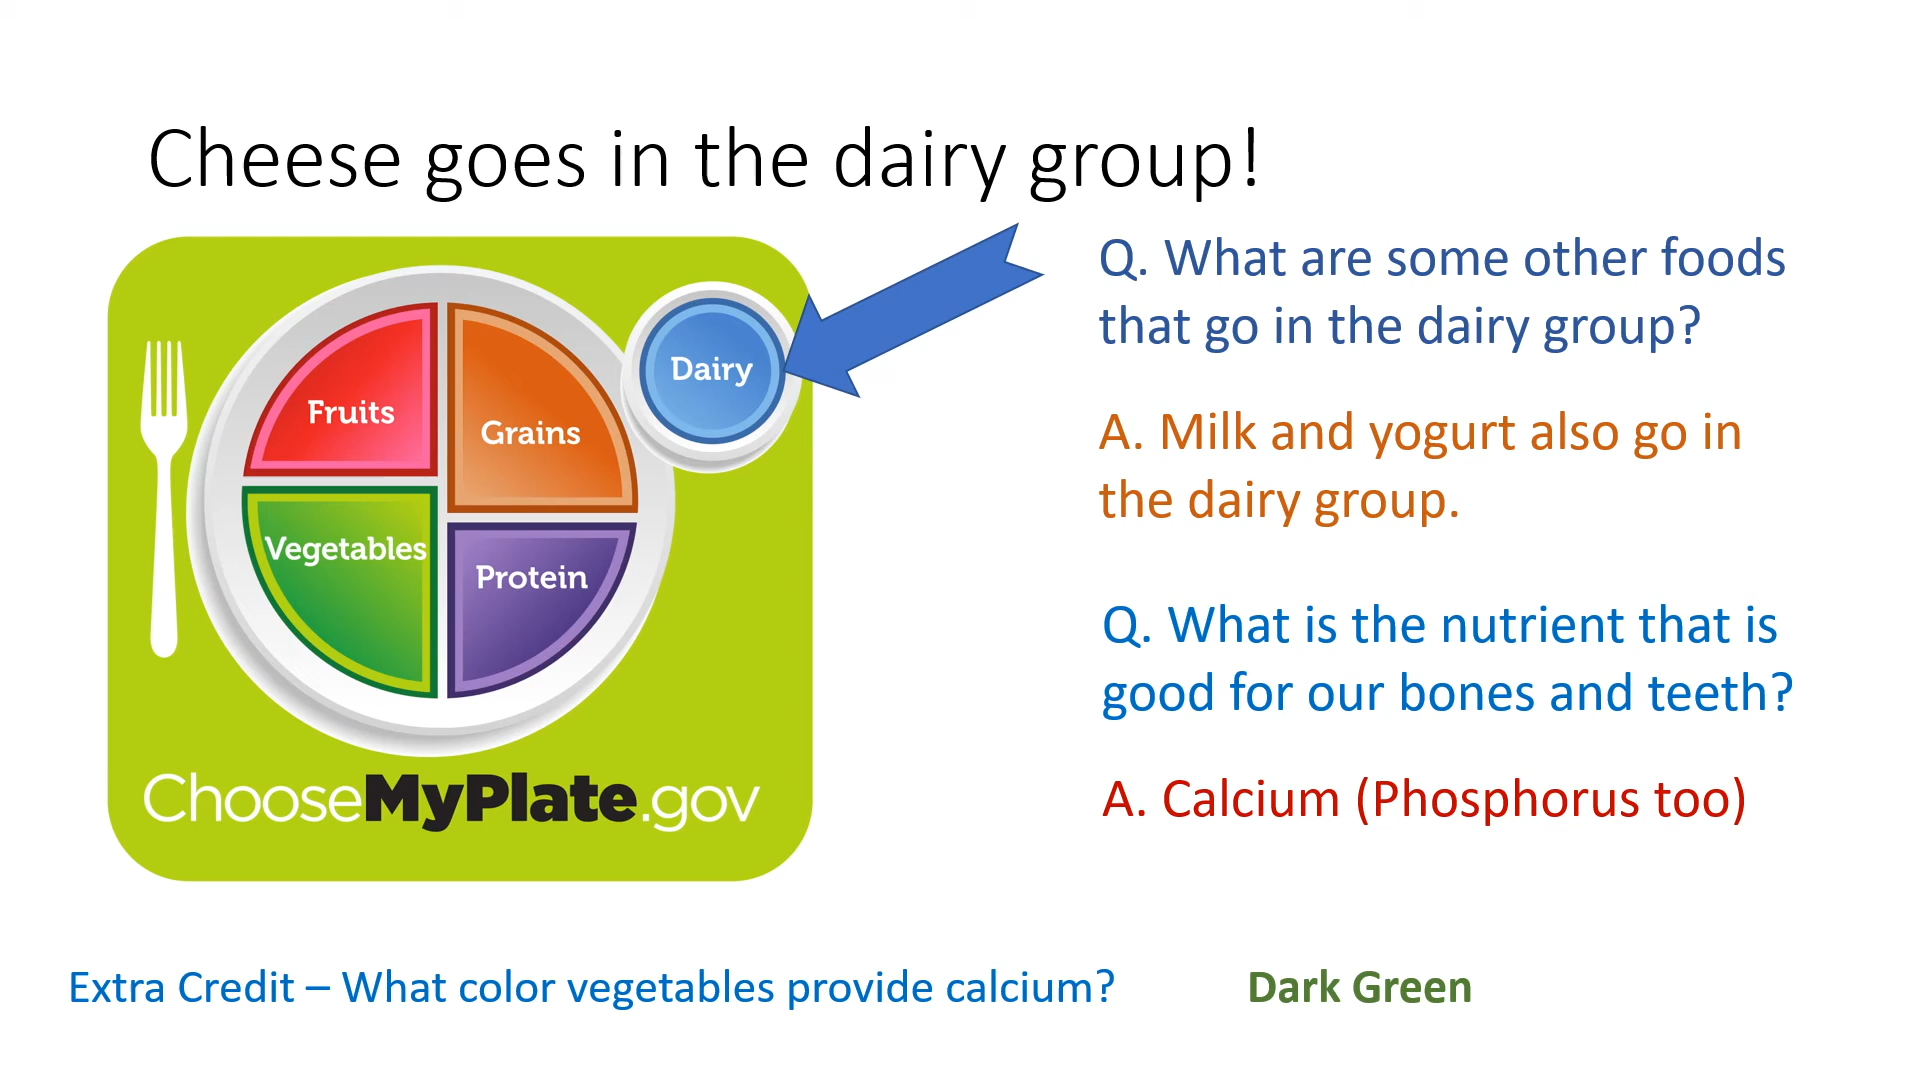 Cheese goes in the dairy group!
Fruits
Grains
Dairy
Vegetables
Protein
ChooseMyPlate.gov
Q. What are some other foods
that go in the dairy group?
A. Milk and yogurt also go in
the dairy group.
Q. What is the nutrient that is
good for our bones and teeth?
A. Calcium (Phosphorus too)
Extra Credit – What color vegetables provide calcium?
Dark Green